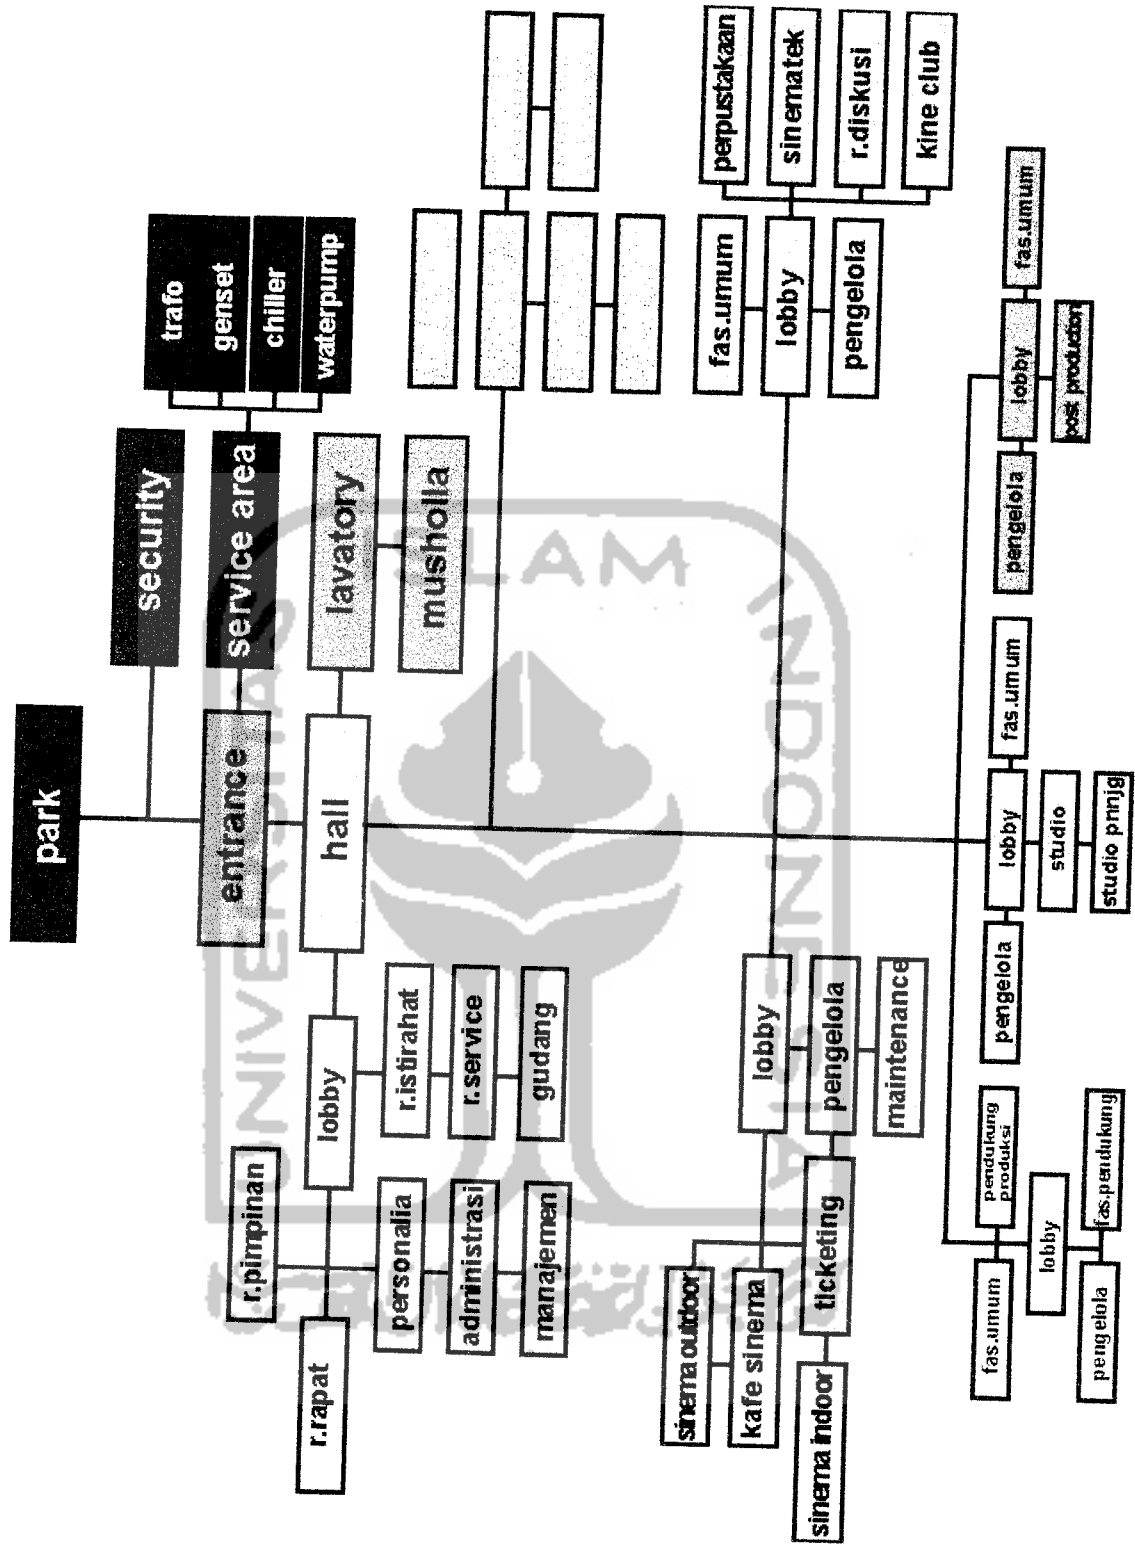 park
security
entrance
service area
trafo
genset
chiller
waterpump
hall
lavatory
musholla
r.pimpinan
lobby
r.rapat
personalia
administrasi
manajemen
r.istirahat
r.service
gudang
fas.umum
lobby
pengelola
perpustakaan
sinematek
r.diskusi
kine club
lobby
pengelola
maintenance
sinema outdoor
kafe sinema
ticketing
sinema indoor
fas.umum
pendukung
produksi
lobby
pengelola
fas.pendukung
pengelola
lobby
fas.umum
studio
studio pnnjg
pengelola
lobby
fas.umum
post production
UNIVERSITAS
ISLAM
INDONESIA